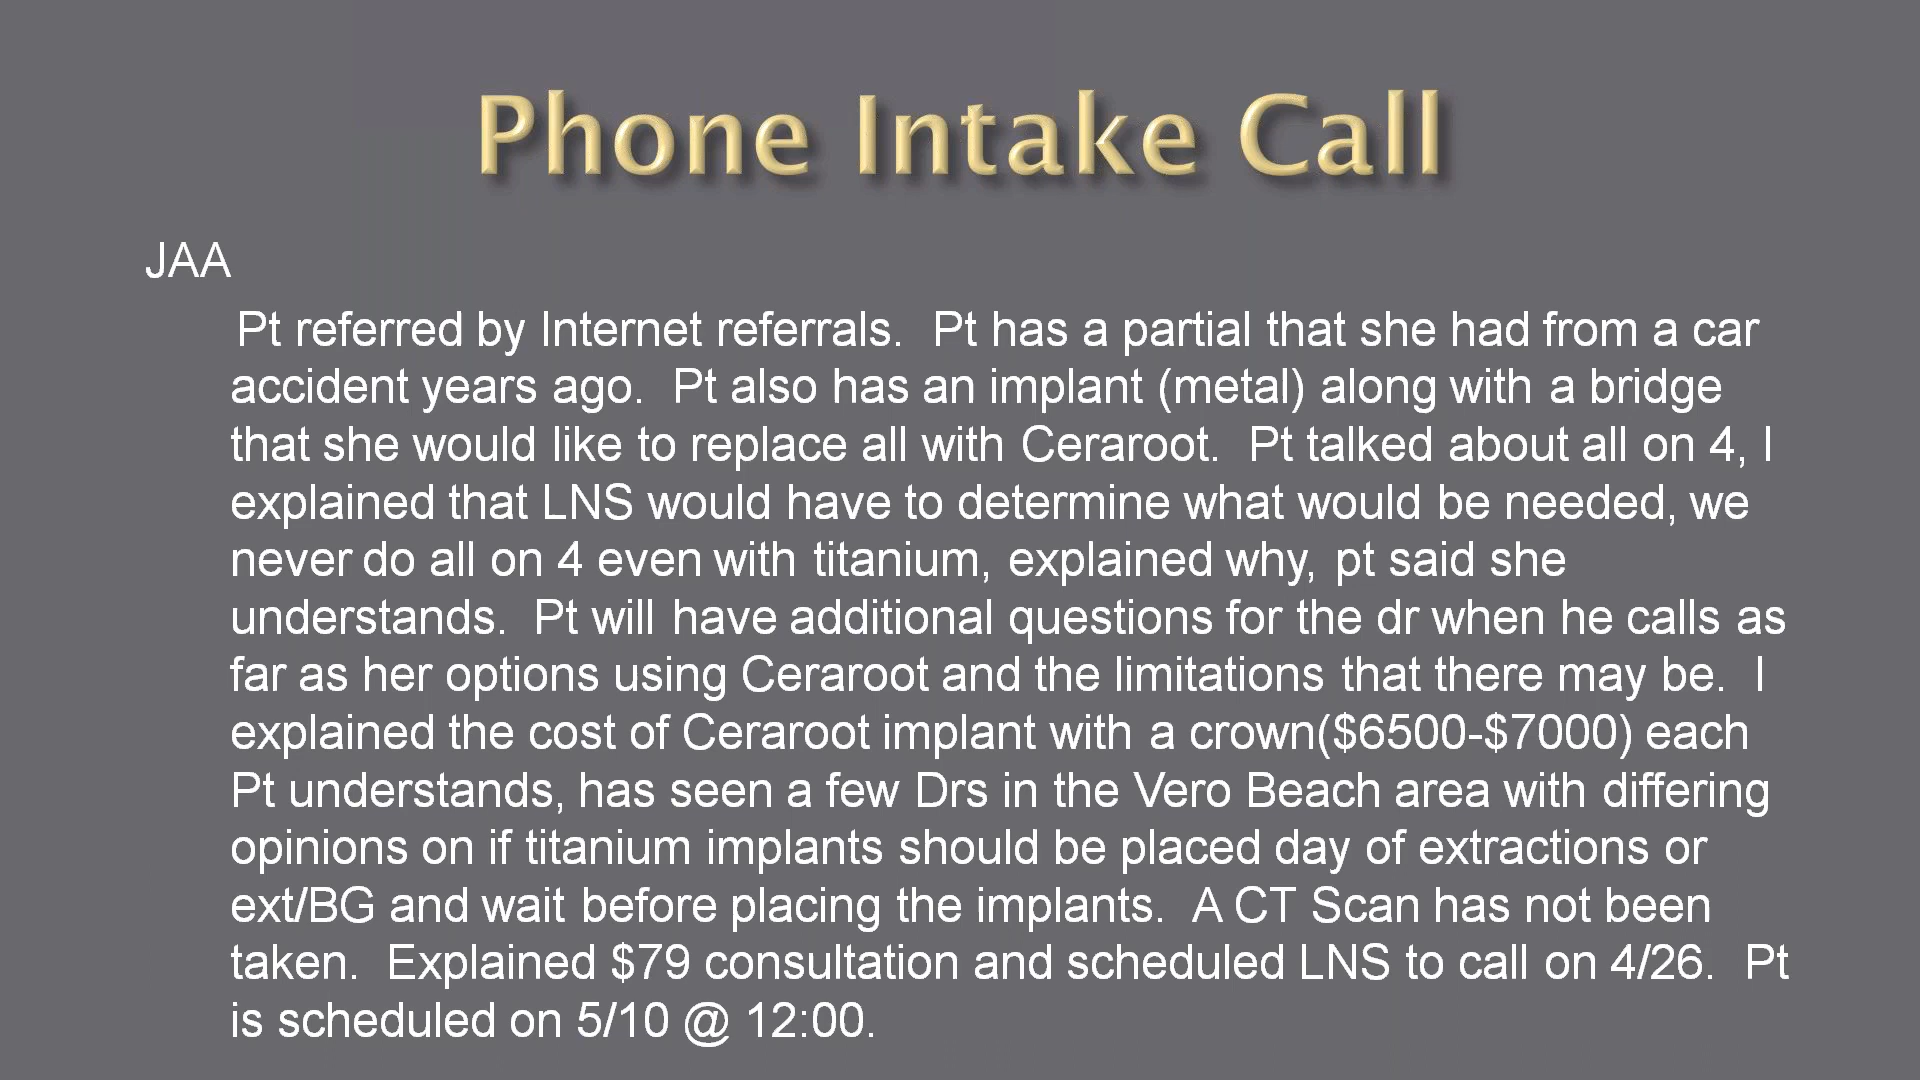 Phone Intake Call
JAA
Pt referred by Internet referrals.  Pt has a partial that she had from a car
accident years ago.  Pt also has an implant (metal) along with a bridge
that she would like to replace all with Ceraroot.  Pt talked about all on 4, I
explained that LNS would have to determine what would be needed, we
never do all on 4 even with titanium, explained why, pt said she
understands.  Pt will have additional questions for the dr when he calls as
far as her options using Ceraroot and the limitations that there may be.  I
explained the cost of Ceraroot implant with a crown($6500-$7000) each
Pt understands, has seen a few Drs in the Vero Beach area with differing
opinions on if titanium implants should be placed day of extractions or
ext/BG and wait before placing the implants.  A CT Scan has not been
taken.  Explained $79 consultation and scheduled LNS to call on 4/26.  Pt
is scheduled on 5/10 @ 12:00.